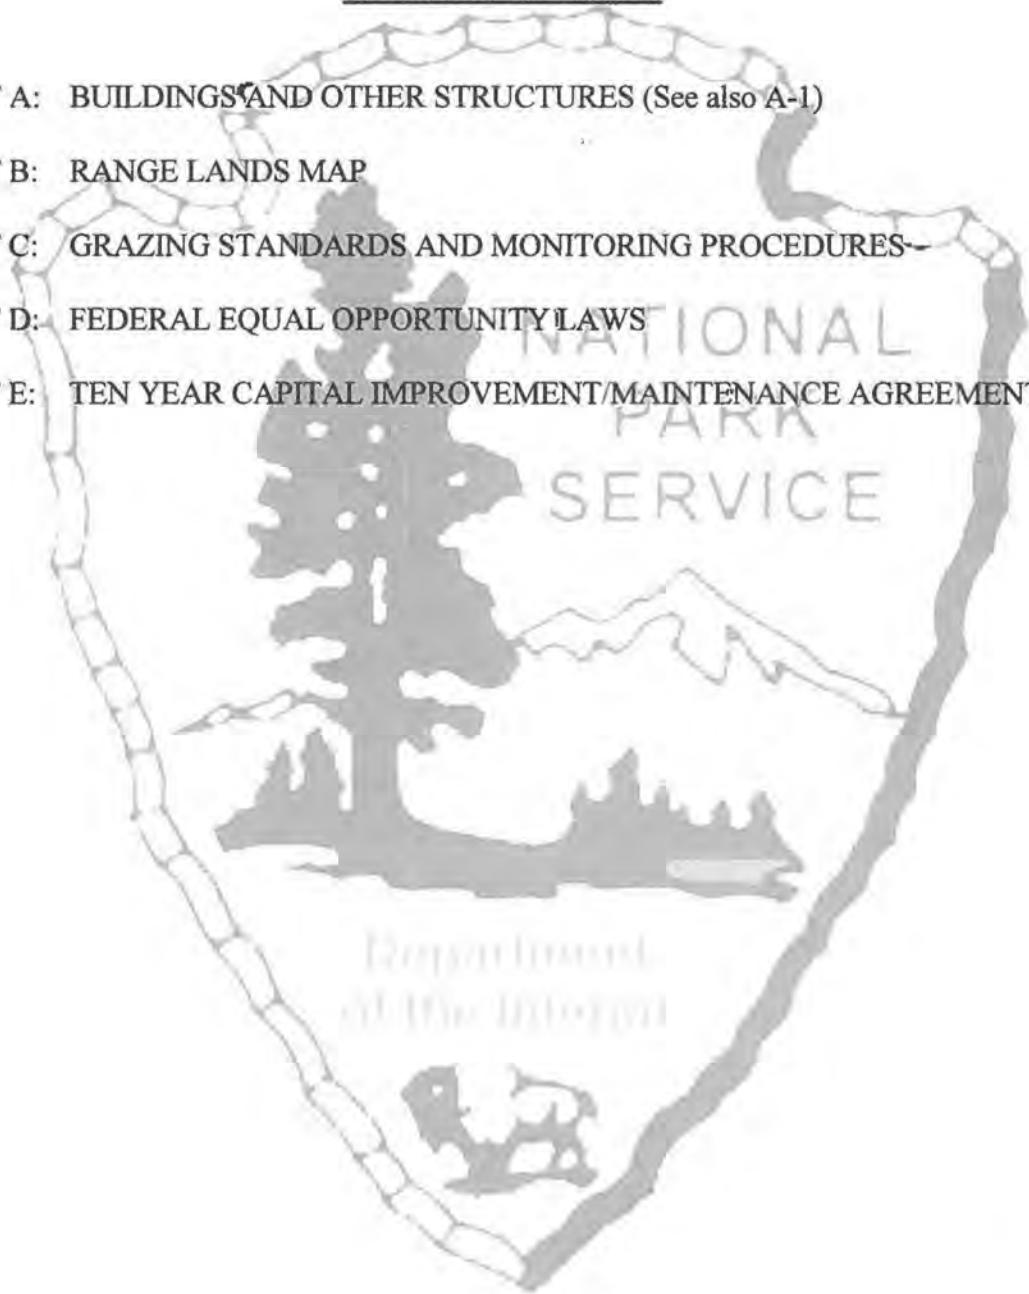 A: BUILDINGS AND OTHER STRUCTURES (See also A-1)
B: RANGE LANDS MAP
C: GRAZING STANDARDS AND MONITORING PROCEDURES
D: FEDERAL EQUAL OPPORTUNITY LAWS
E: TEN YEAR CAPITAL IMPROVEMENT/MAINTENANCE AGREEMENT
NATIONAL
PARK
SERVICE
Department
of the Interior